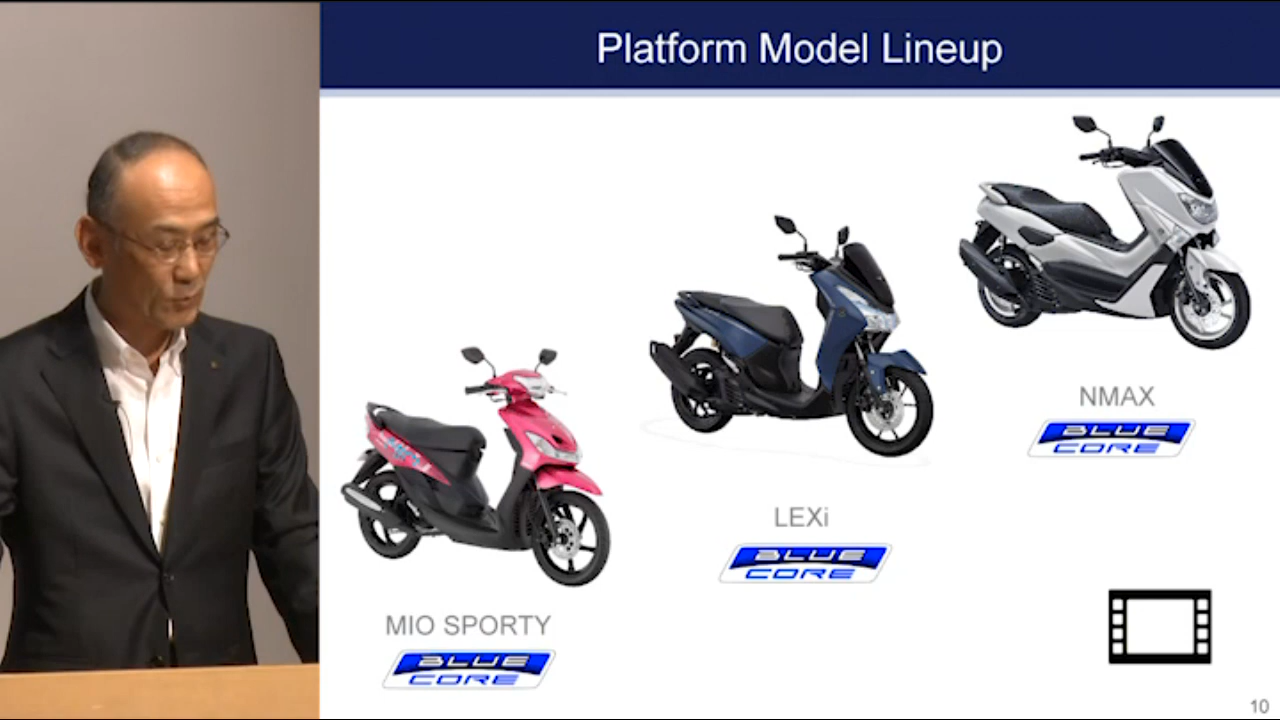 Platform Model Lineup
NMAX
BLUE
CORE
LEXi
BLUE
CORE
MIO SPORTY
BLUE
CORE
10